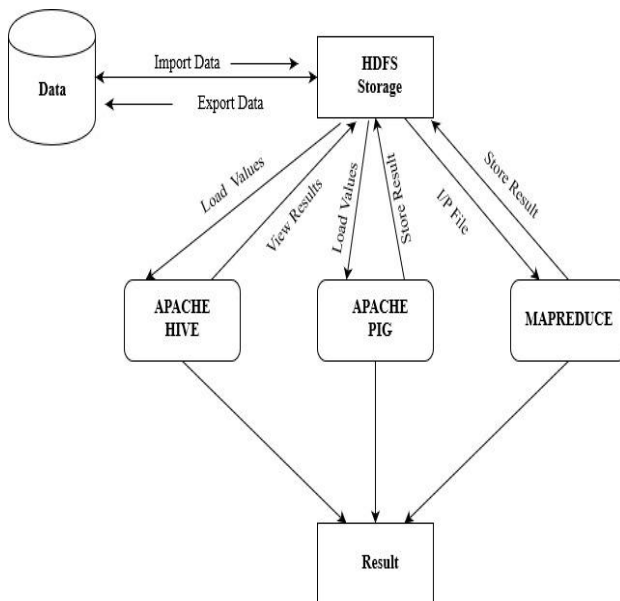 Import Data
Data
Export Data
HDFS
Storage
Load Values
View Results
Load Values
Store Result
I/P File
Store Result
APACHE
HIVE
APACHE
PIG
MAPREDUCE
Result